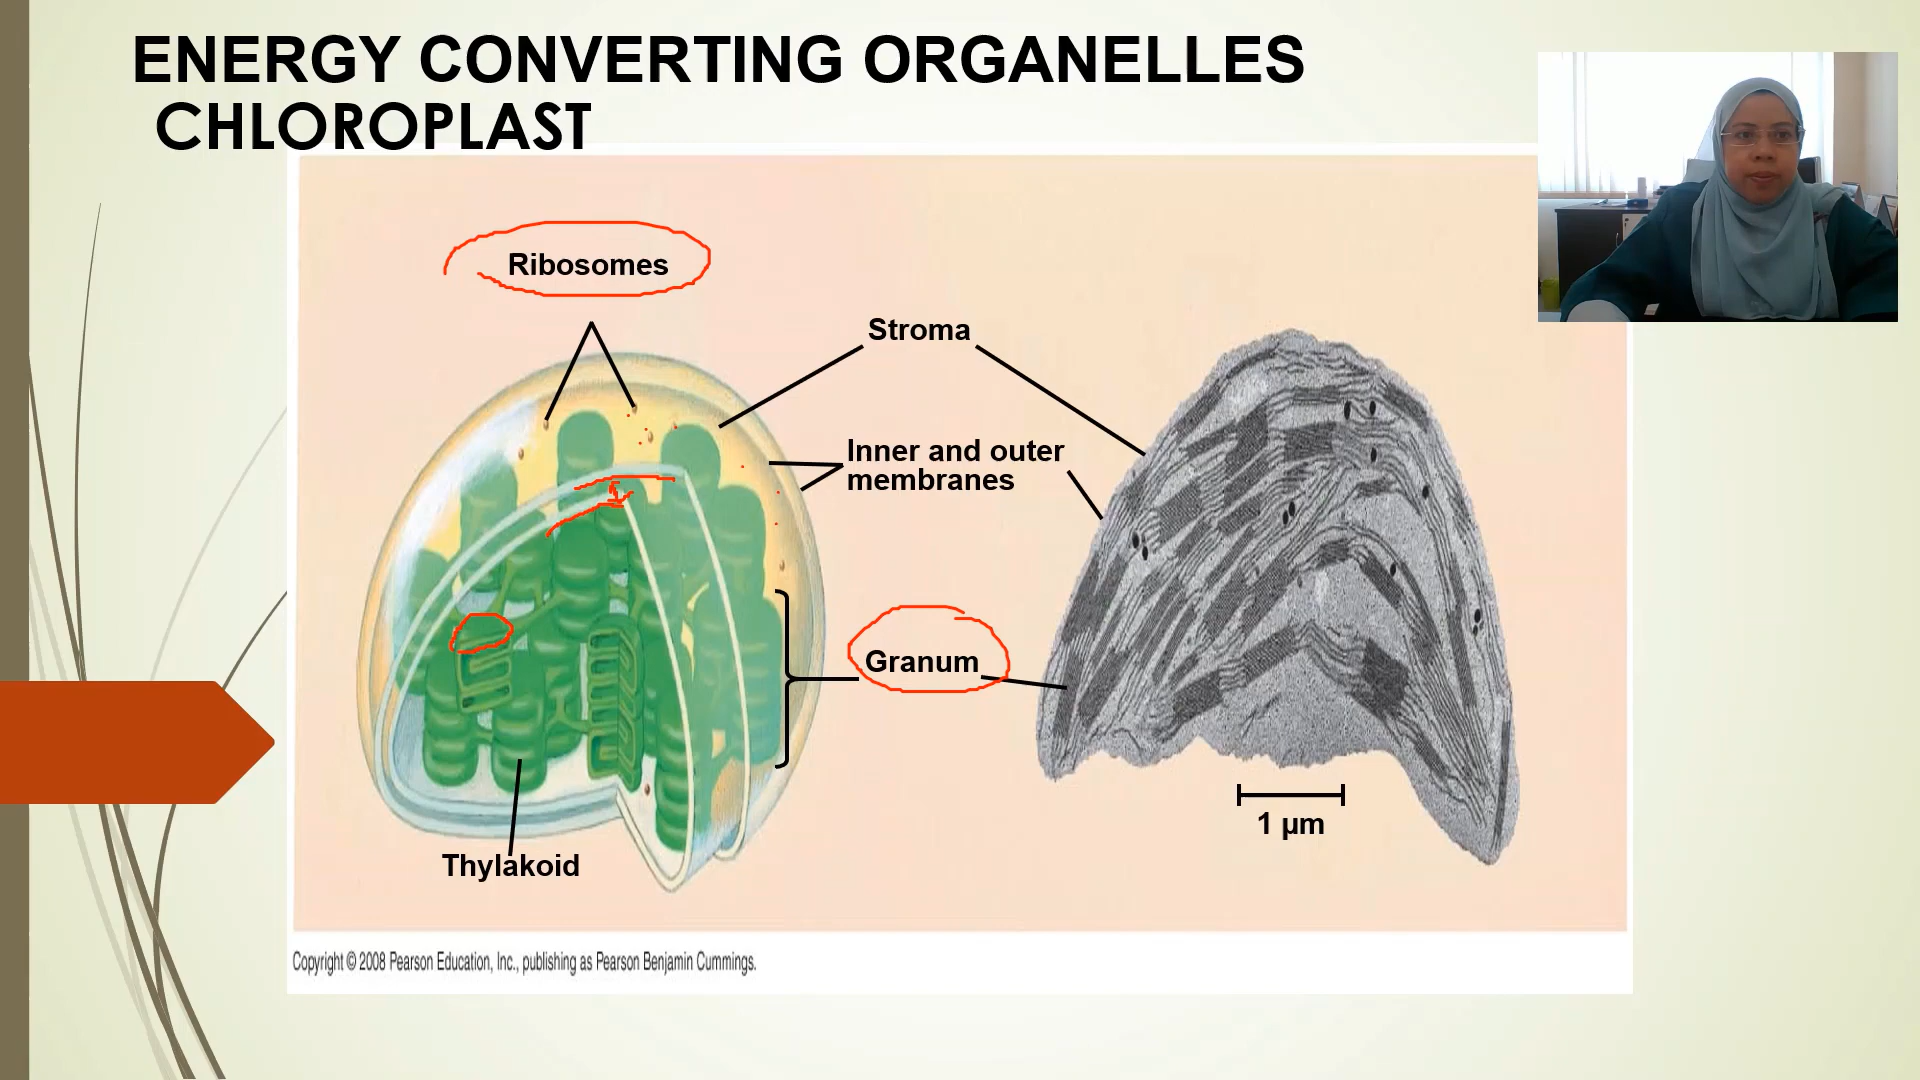 ENERGY CONVERTING ORGANELLES
CHLOROPLAST
Ribosomes
Stroma
Inner and outer
membranes
Granum
1 µm
Thylakoid
Copyright © 2008 Pearson Education, Inc., publishing as Pearson Benjamin Cummings.